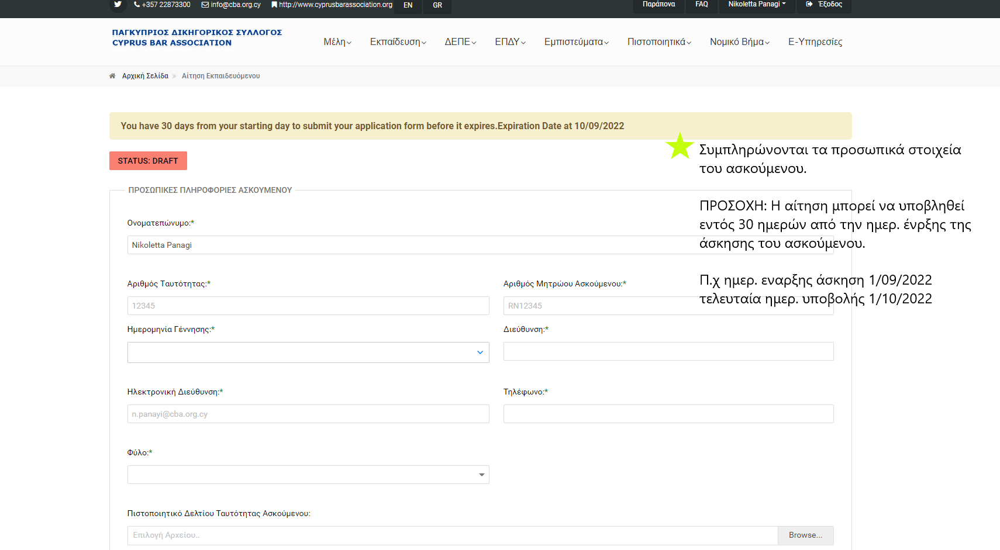 +357 22873300 info@cba.org.cy http://www.cyprusbarassociation.org EN GR Παράπονα FAQ Nikoletta Panagi Έξοδος
ΠΑΓΚΥΠΡΙΟΣ ΔΙΚΗΓΟΡΙΚΟΣ ΣΥΛΛΟΓΟΣ
CYPRUS BAR ASSOCIATION
Μέλη Εκπαίδευση ΔΕΠΕ ΕΠΔΥ Εμπιστεύματα Πιστοποιητικά Νομικό Βήμα Ε-Υπηρεσίες
Αρχική Σελίδα » Αίτηση Εκπαιδευόμενου
You have 30 days from your starting day to submit your application form before it expires.Expiration Date at 10/09/2022
Συμπληρώνονται τα προσωπικά στοιχεία
του ασκούμενου.
STATUS: DRAFT
ΠΡΟΣΩΠΙΚΕΣ ΠΛΗΡΟΦΟΡΙΕΣ ΑΣΚΟΥΜΕΝΟΥ
ΠΡΟΣΟΧΗ: Η αίτηση μπορεί να υποβληθεί
εντός 30 ημερών από την ημερ. ένρξης της
άσκησης του ασκούμενου.
Ονοματεπώνυμο:*
Nikoletta Panagi
Π.χ ημερ. εναρξης άσκηση 1/09/2022
τελευταία ημερ. υποβολής 1/10/2022
Αριθμός Ταυτότητας:* Αριθμός Μητρώου Ασκούμενου:*
12345 RN12345
Ημερομηνία Γέννησης:* Διεύθυνση:*
Ηλεκτρονική Διεύθυνση:* Τηλέφωνο:*
n.panayi@cba.org.cy
Φύλο:*
Πιστοποιητικό Δελτίου Ταυτότητας Ασκούμενου:
Επιλογή Αρχείου.. Browse...